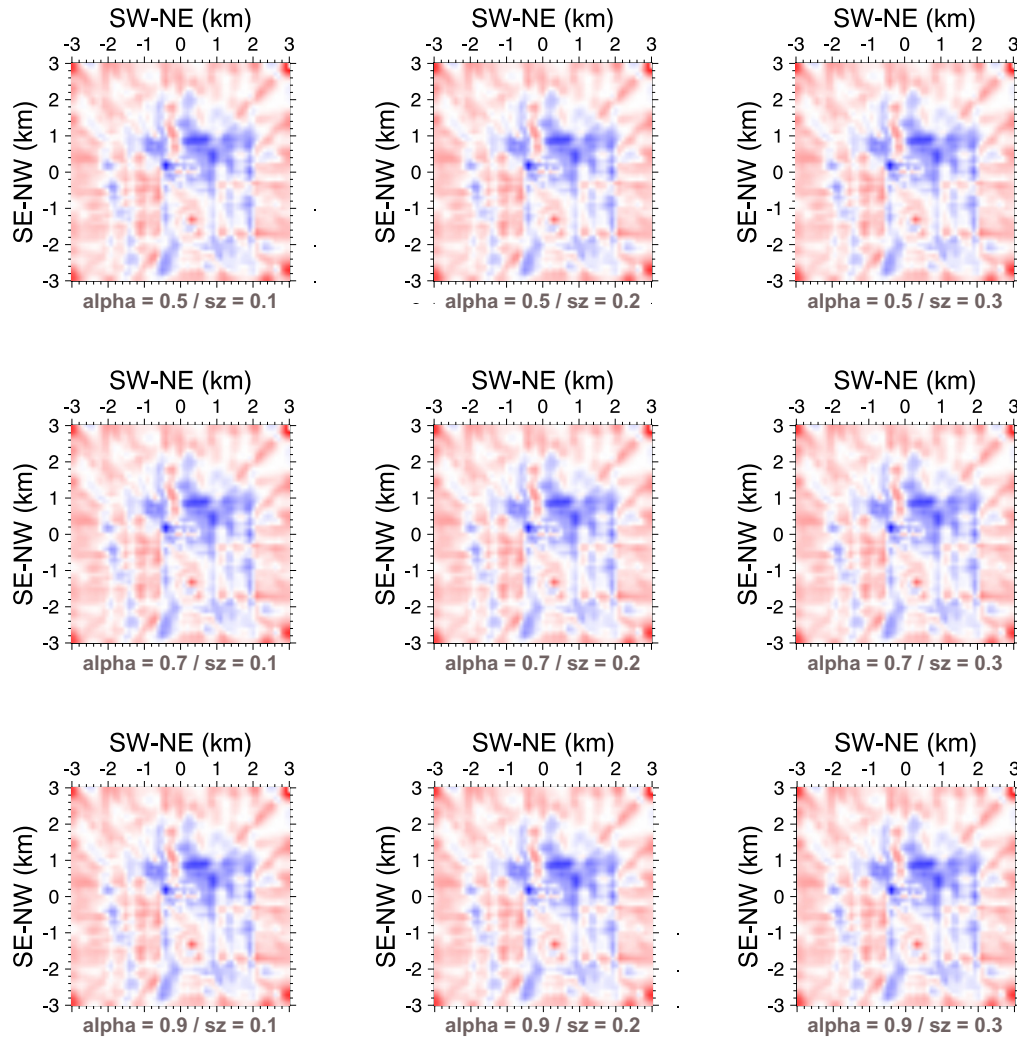 SW-NE (km) SW-NE (km) SW-NE (km)
-3 -2 -1 0 1 2 3 -3 -2 -1 0 1 2 3 -3 -2 -1 0 1 2 3
SE-NW (km) SE-NW (km) SE-NW (km)
3 3 3
2 2 2
1 1 1
0 0 0
-1 -1 -1
-2 -2 -2
-3 -3 -3
alpha = 0.5 / sz = 0.1 alpha = 0.5 / sz = 0.2 alpha = 0.5 / sz = 0.3
SW-NE (km) SW-NE (km) SW-NE (km)
-3 -2 -1 0 1 2 3 -3 -2 -1 0 1 2 3 -3 -2 -1 0 1 2 3
SE-NW (km) SE-NW (km) SE-NW (km)
3 3 3
2 2 2
1 1 1
0 0 0
-1 -1 -1
-2 -2 -2
-3 -3 -3
alpha = 0.7 / sz = 0.1 alpha = 0.7 / sz = 0.2 alpha = 0.7 / sz = 0.3
SW-NE (km) SW-NE (km) SW-NE (km)
-3 -2 -1 0 1 2 3 -3 -2 -1 0 1 2 3 -3 -2 -1 0 1 2 3
SE-NW (km) SE-NW (km) SE-NW (km)
3 3 3
2 2 2
1 1 1
0 0 0
-1 -1 -1
-2 -2 -2
-3 -3 -3
alpha = 0.9 / sz = 0.1 alpha = 0.9 / sz = 0.2 alpha = 0.9 / sz = 0.3